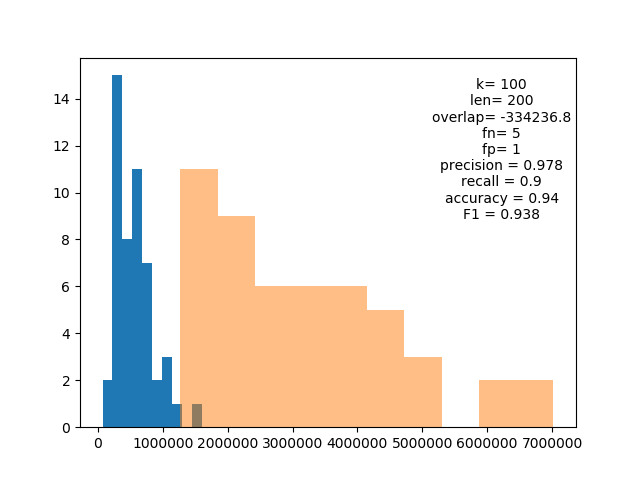 k= 100
len= 200
overlap= -334236.8
fn= 5
fp= 1
precision = 0.978
recall = 0.9
accuracy = 0.94
F1 = 0.938
14
12
10
8
6
4
2
0
0 1000000 2000000 3000000 4000000 5000000 6000000 7000000